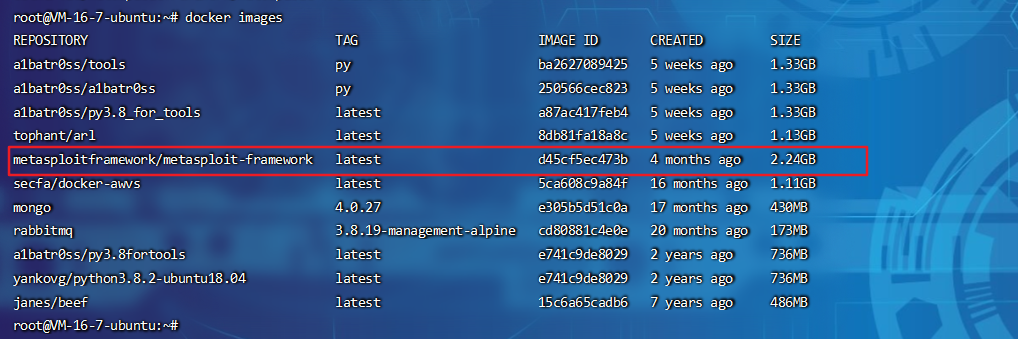 root@VM-16-7-ubuntu:~# docker images
REPOSITORY TAG IMAGE ID CREATED SIZE
a1batr0ss/tools py ba2627089425 5 weeks ago 1.33GB
a1batr0ss/a1batr0ss py 250566cec823 5 weeks ago 1.33GB
a1batr0ss/py3.8_for_tools latest a87ac417feb4 5 weeks ago 1.33GB
tophant/arl latest 8db81fa18a8c 5 weeks ago 1.13GB
metasploitframework/metasploit-framework latest d45cf5ec473b 4 months ago 2.24GB
secfa/docker-awvs latest 5ca608c9a84f 16 months ago 1.11GB
mongo 4.0.27 e305b5d51c0a 17 months ago 430MB
rabbitmq 3.8.19-management-alpine cd80881c4e0e 20 months ago 173MB
a1batr0ss/py3.8fortools latest e741c9de8029 2 years ago 736MB
yankovg/python3.8.2-ubuntu18.04 latest e741c9de8029 2 years ago 736MB
janes/beef latest 15c6a65cadb6 7 years ago 486MB
root@VM-16-7-ubuntu:~#